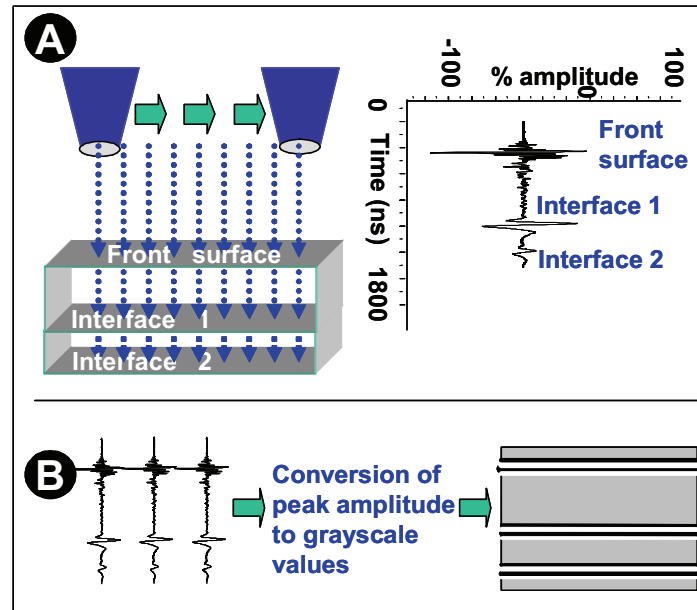 A
-100
0
100
% amplitude
0
Time (ns)
1800
Front
surface
Interface 1
Interface 2
Front surface
Interface 1
Interface 2
B
Conversion of
peak amplitude
to grayscale
values